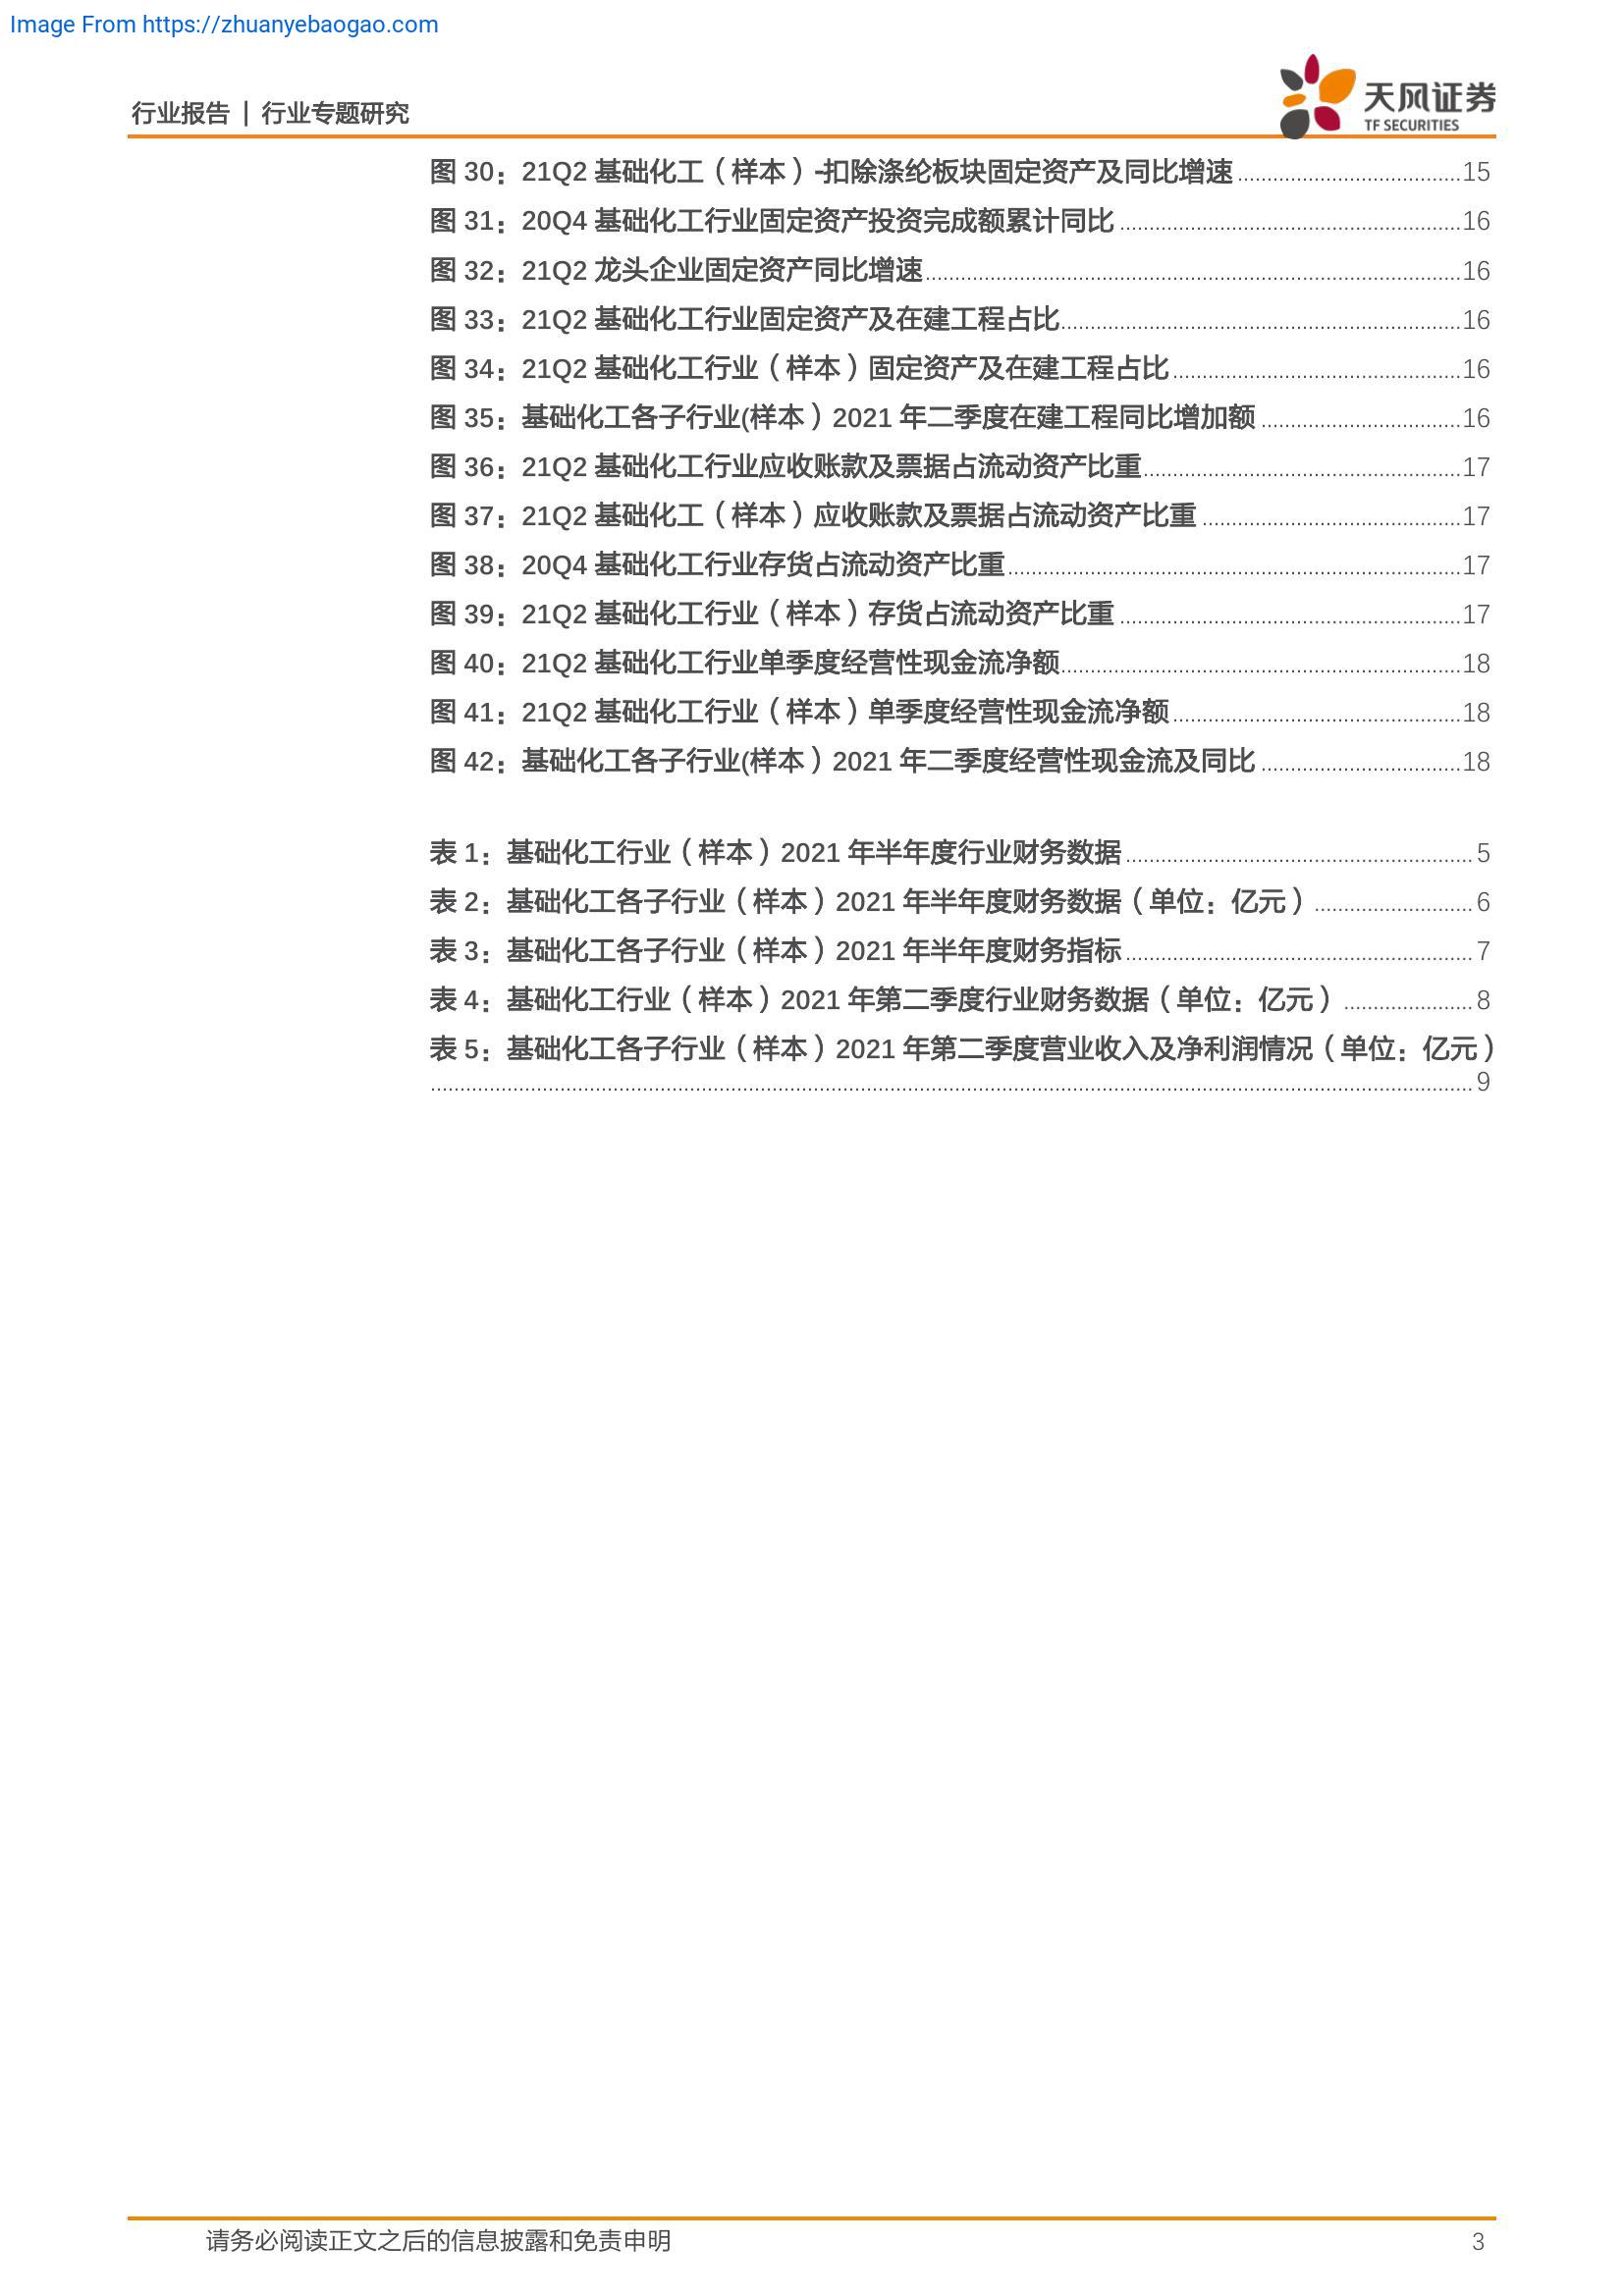 Image From https://zhuanyebaogao.com
行业报告 | 行业专题研究
天风证券
TF SECURITIES
图 30：21Q2 基础化工（样本）-扣除涤纶板块固定资产及同比增速......................................15
图 31：20Q4 基础化工行业固定资产投资完成额累计同比..........................................................16
图 32：21Q2 龙头企业固定资产同比增速...........................................................................................16
图 33：21Q2 基础化工行业固定资产及在建工程占比....................................................................16
图 34：21Q2 基础化工行业（样本）固定资产及在建工程占比.................................................16
图 35：基础化工各子行业(样本）2021 年二季度在建工程同比增加额..................................16
图 36：21Q2 基础化工行业应收账款及票据占流动资产比重......................................................17
图 37：21Q2 基础化工（样本）应收账款及票据占流动资产比重............................................17
图 38：20Q4 基础化工行业存货占流动资产比重.............................................................................17
图 39：21Q2 基础化工行业（样本）存货占流动资产比重..........................................................17
图 40：21Q2 基础化工行业单季度经营性现金流净额....................................................................18
图 41：21Q2 基础化工行业（样本）单季度经营性现金流净额.................................................18
图 42：基础化工各子行业(样本）2021 年二季度经营性现金流及同比..................................18
表 1：基础化工行业（样本）2021 年半年度行业财务数据........................................................... 5
表 2：基础化工各子行业（样本）2021 年半年度财务数据（单位：亿元）........................... 6
表 3：基础化工各子行业（样本）2021 年半年度财务指标........................................................... 7
表 4：基础化工行业（样本）2021 年第二季度行业财务数据（单位：亿元）...................... 8
表 5：基础化工各子行业（样本）2021 年第二季度营业收入及净利润情况（单位：亿元）
.................................................................................................................................................................................. 9
请务必阅读正文之后的信息披露和免责申明
3